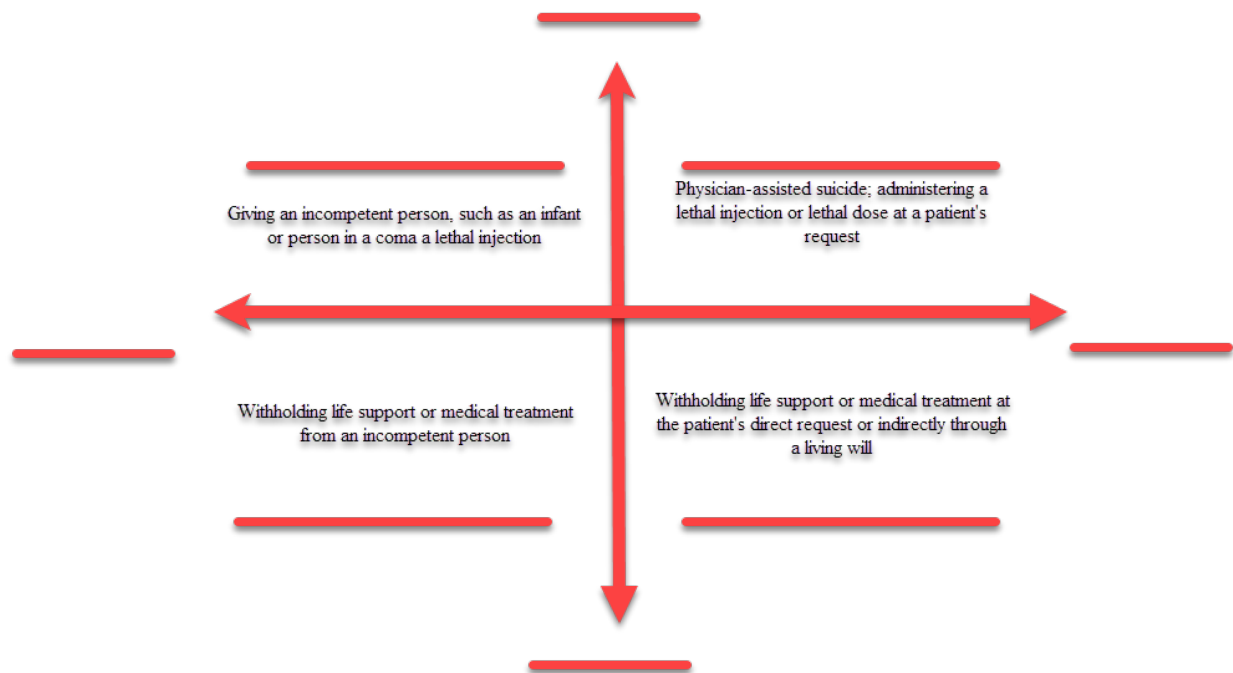 Giving an incompetent person, such as an infant
or person in a coma a lethal injection
Physician-assisted suicide; administering a
lethal injection or lethal dose at a patient's
request
Withholding life support or medical treatment
from an incompetent person
Withholding life support or medical treatment at
the patient's direct request or indirectly through
a living will